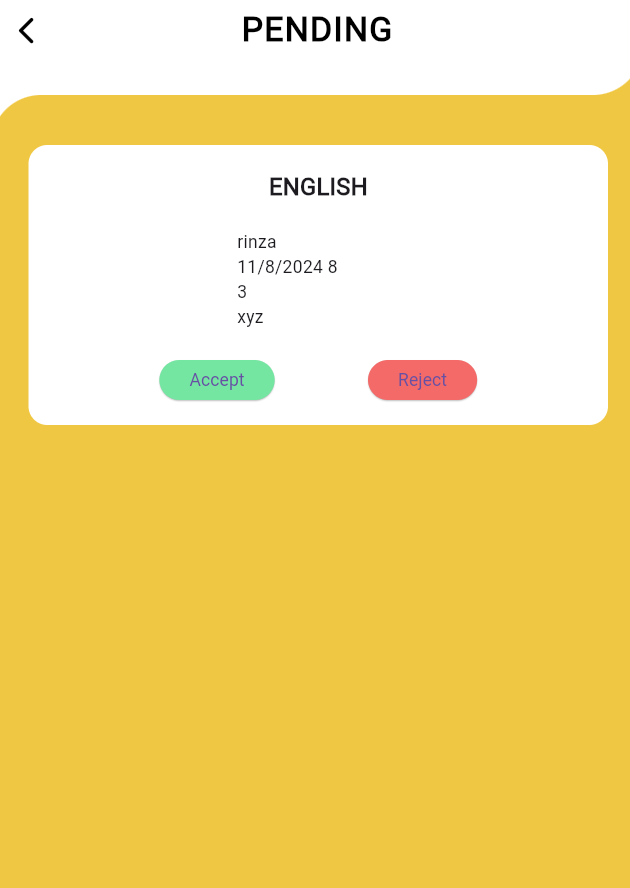 PENDING
ENGLISH
rinza
11/8/2024 8
3
xyz
Accept
Reject